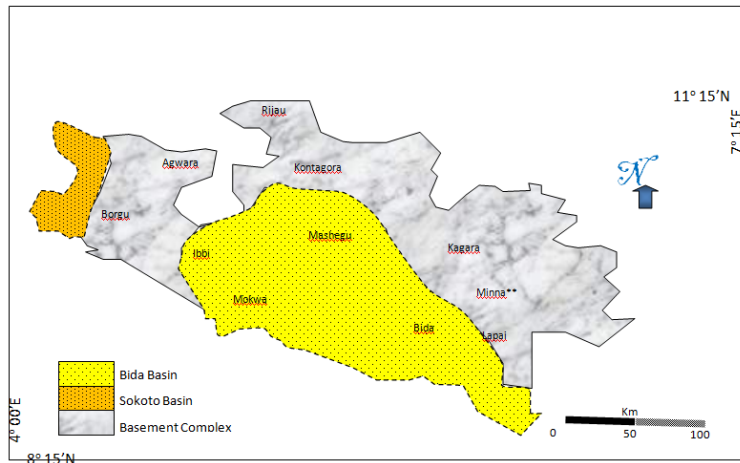 11° 15’N
7° 15’E
Rijau
Agwara
Kontagora
N
Borgu
Mashegu
Kagara
Ibbi
Minna**
Mokwa
Bida
Lapai
Bida Basin
Sokoto Basin
Basement Complex
Km
0 50 100
4° 00’E
8° 15’N